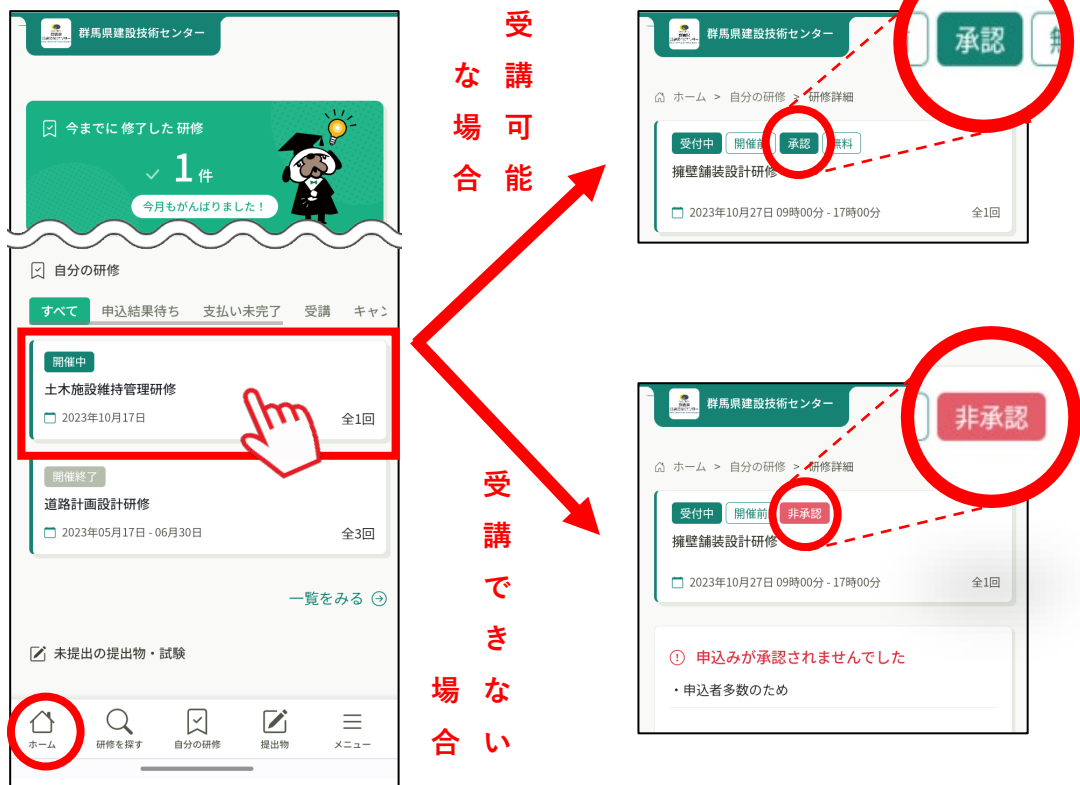 群馬県建設技術センター
今までに 修了した 研修
1 件
今月もがんばりました！
自分の研修
すべて 申込結果待ち 支払い未完了 受講
開催中
土木施設維持管理研修
2023年10月17日 全1回
開催終了
道路計画設計研修
2023年05月17日 - 06月30日 全3回
一覧をみる
未提出の提出物・試験
ホーム 研修を探す 自分の研修 提出物 メニュー
受講可能
な場合
群馬県建設技術センター
承認
ホーム > 自分の研修 > 研修詳細
受付中 開催前 承認 無料
擁壁舗装設計研修
2023年10月27日 09時00分 - 17時00分 全1回
受講できない
場合
群馬県建設技術センター
非承認
ホーム > 自分の研修 > 研修詳細
受付中 開催前 非承認
擁壁舗装設計研修
2023年10月27日 09時00分 - 17時00分 全1回
申込みが承認されませんでした
・申込者多数のため